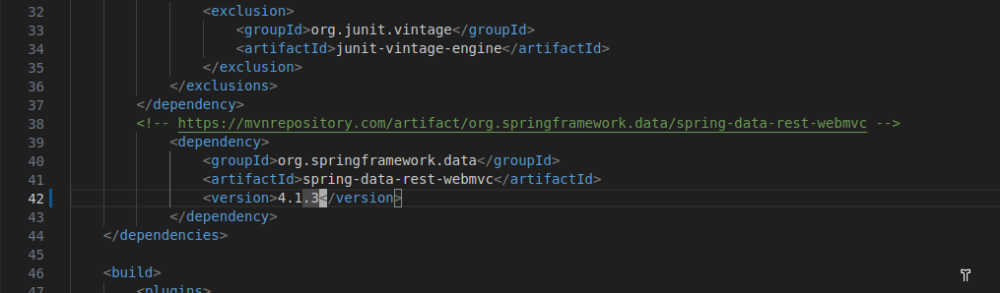 32 <exclusion>
33 <groupId>org.junit.vintage</groupId>
34 <artifactId>junit-vintage-engine</artifactId>
35 </exclusion>
36 </exclusions>
37 </dependency>
38 <!-- https://mvnrepository.com/artifact/org.springframework.data/spring-data-rest-webmvc -->
39 <dependency>
40 <groupId>org.springframework.data</groupId>
41 <artifactId>spring-data-rest-webmvc</artifactId>
42 <version>4.1.3</version>
43 </dependency>
44 </dependencies>
45
46 <build>
47 <plugins>